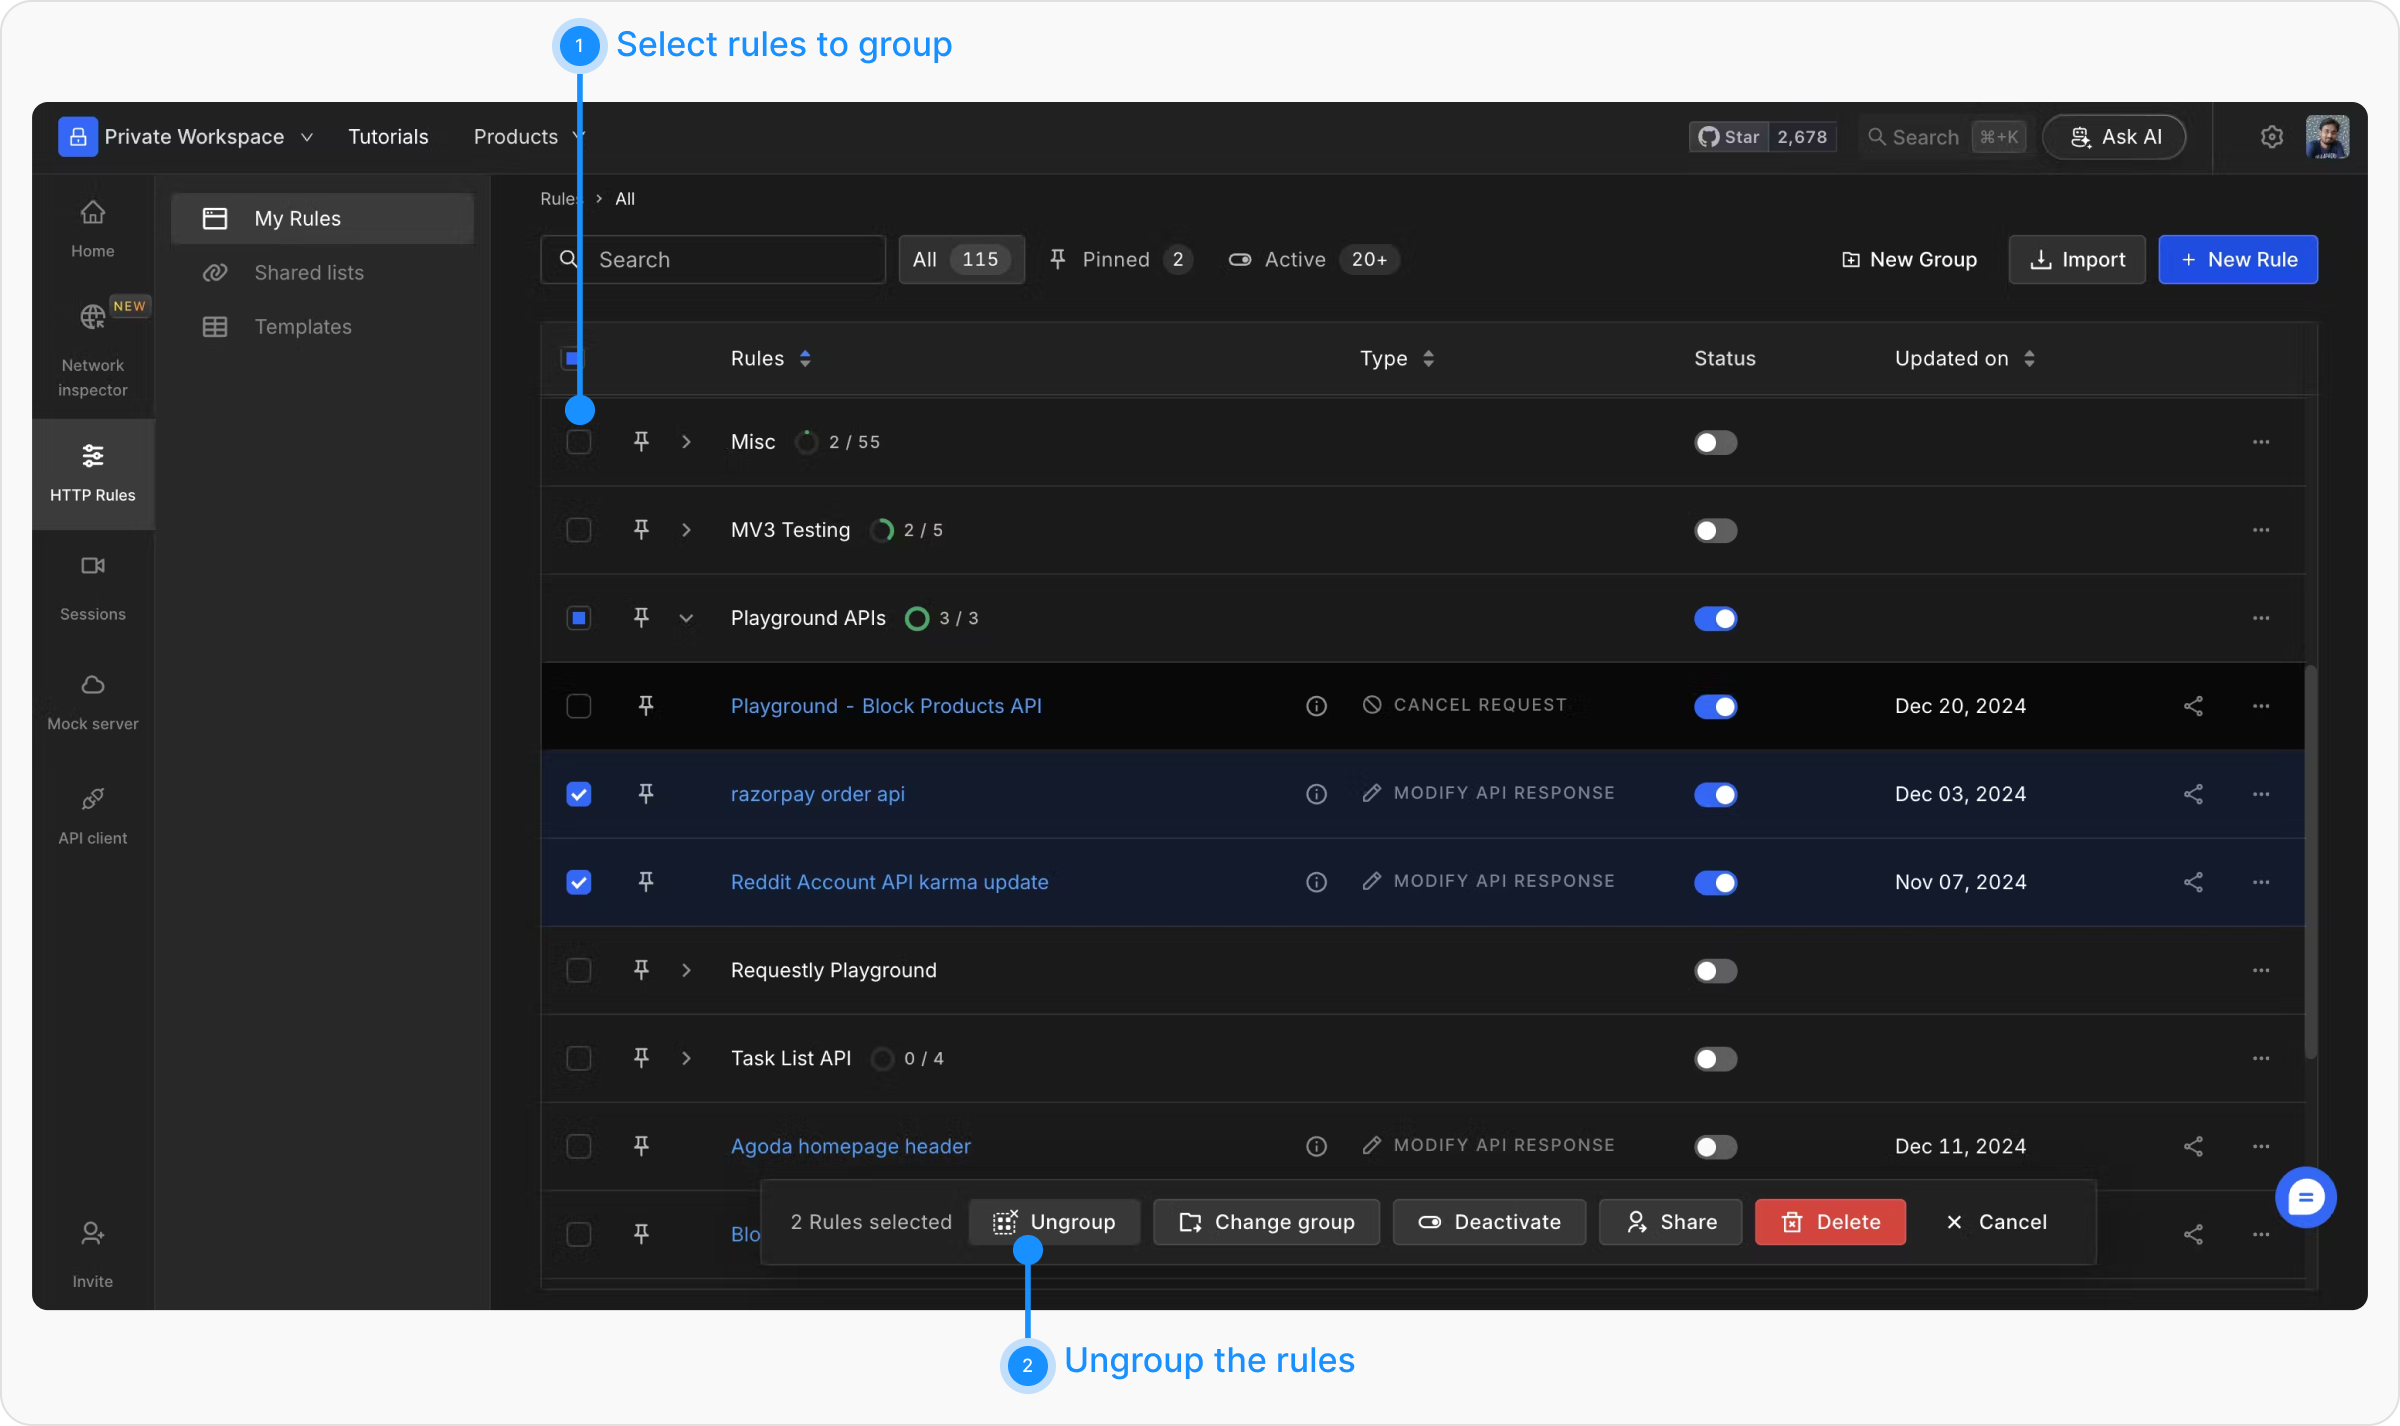 1 Select rules to group
Private Workspace Tutorials Products Star 2,678 Search ⌘+K Ask AI
Home
NEW
Network
inspector
HTTP Rules
Sessions
Mock server
API client
Invite
My Rules
Shared lists
Templates
Rules > All
Search All 115 Pinned 2 Active 20+ New Group Import + New Rule
Rules Type Status Updated on
Misc 2 / 55
MV3 Testing 2 / 5
Playground APIs 3 / 3
Playground - Block Products API CANCEL REQUEST Dec 20, 2024
razorpay order api MODIFY API RESPONSE Dec 03, 2024
Reddit Account API karma update MODIFY API RESPONSE Nov 07, 2024
Requestly Playground
Task List API 0 / 4
Agoda homepage header MODIFY API RESPONSE Dec 11, 2024
Blo
2 Rules selected Ungroup Change group Deactivate Share Delete Cancel
2 Ungroup the rules